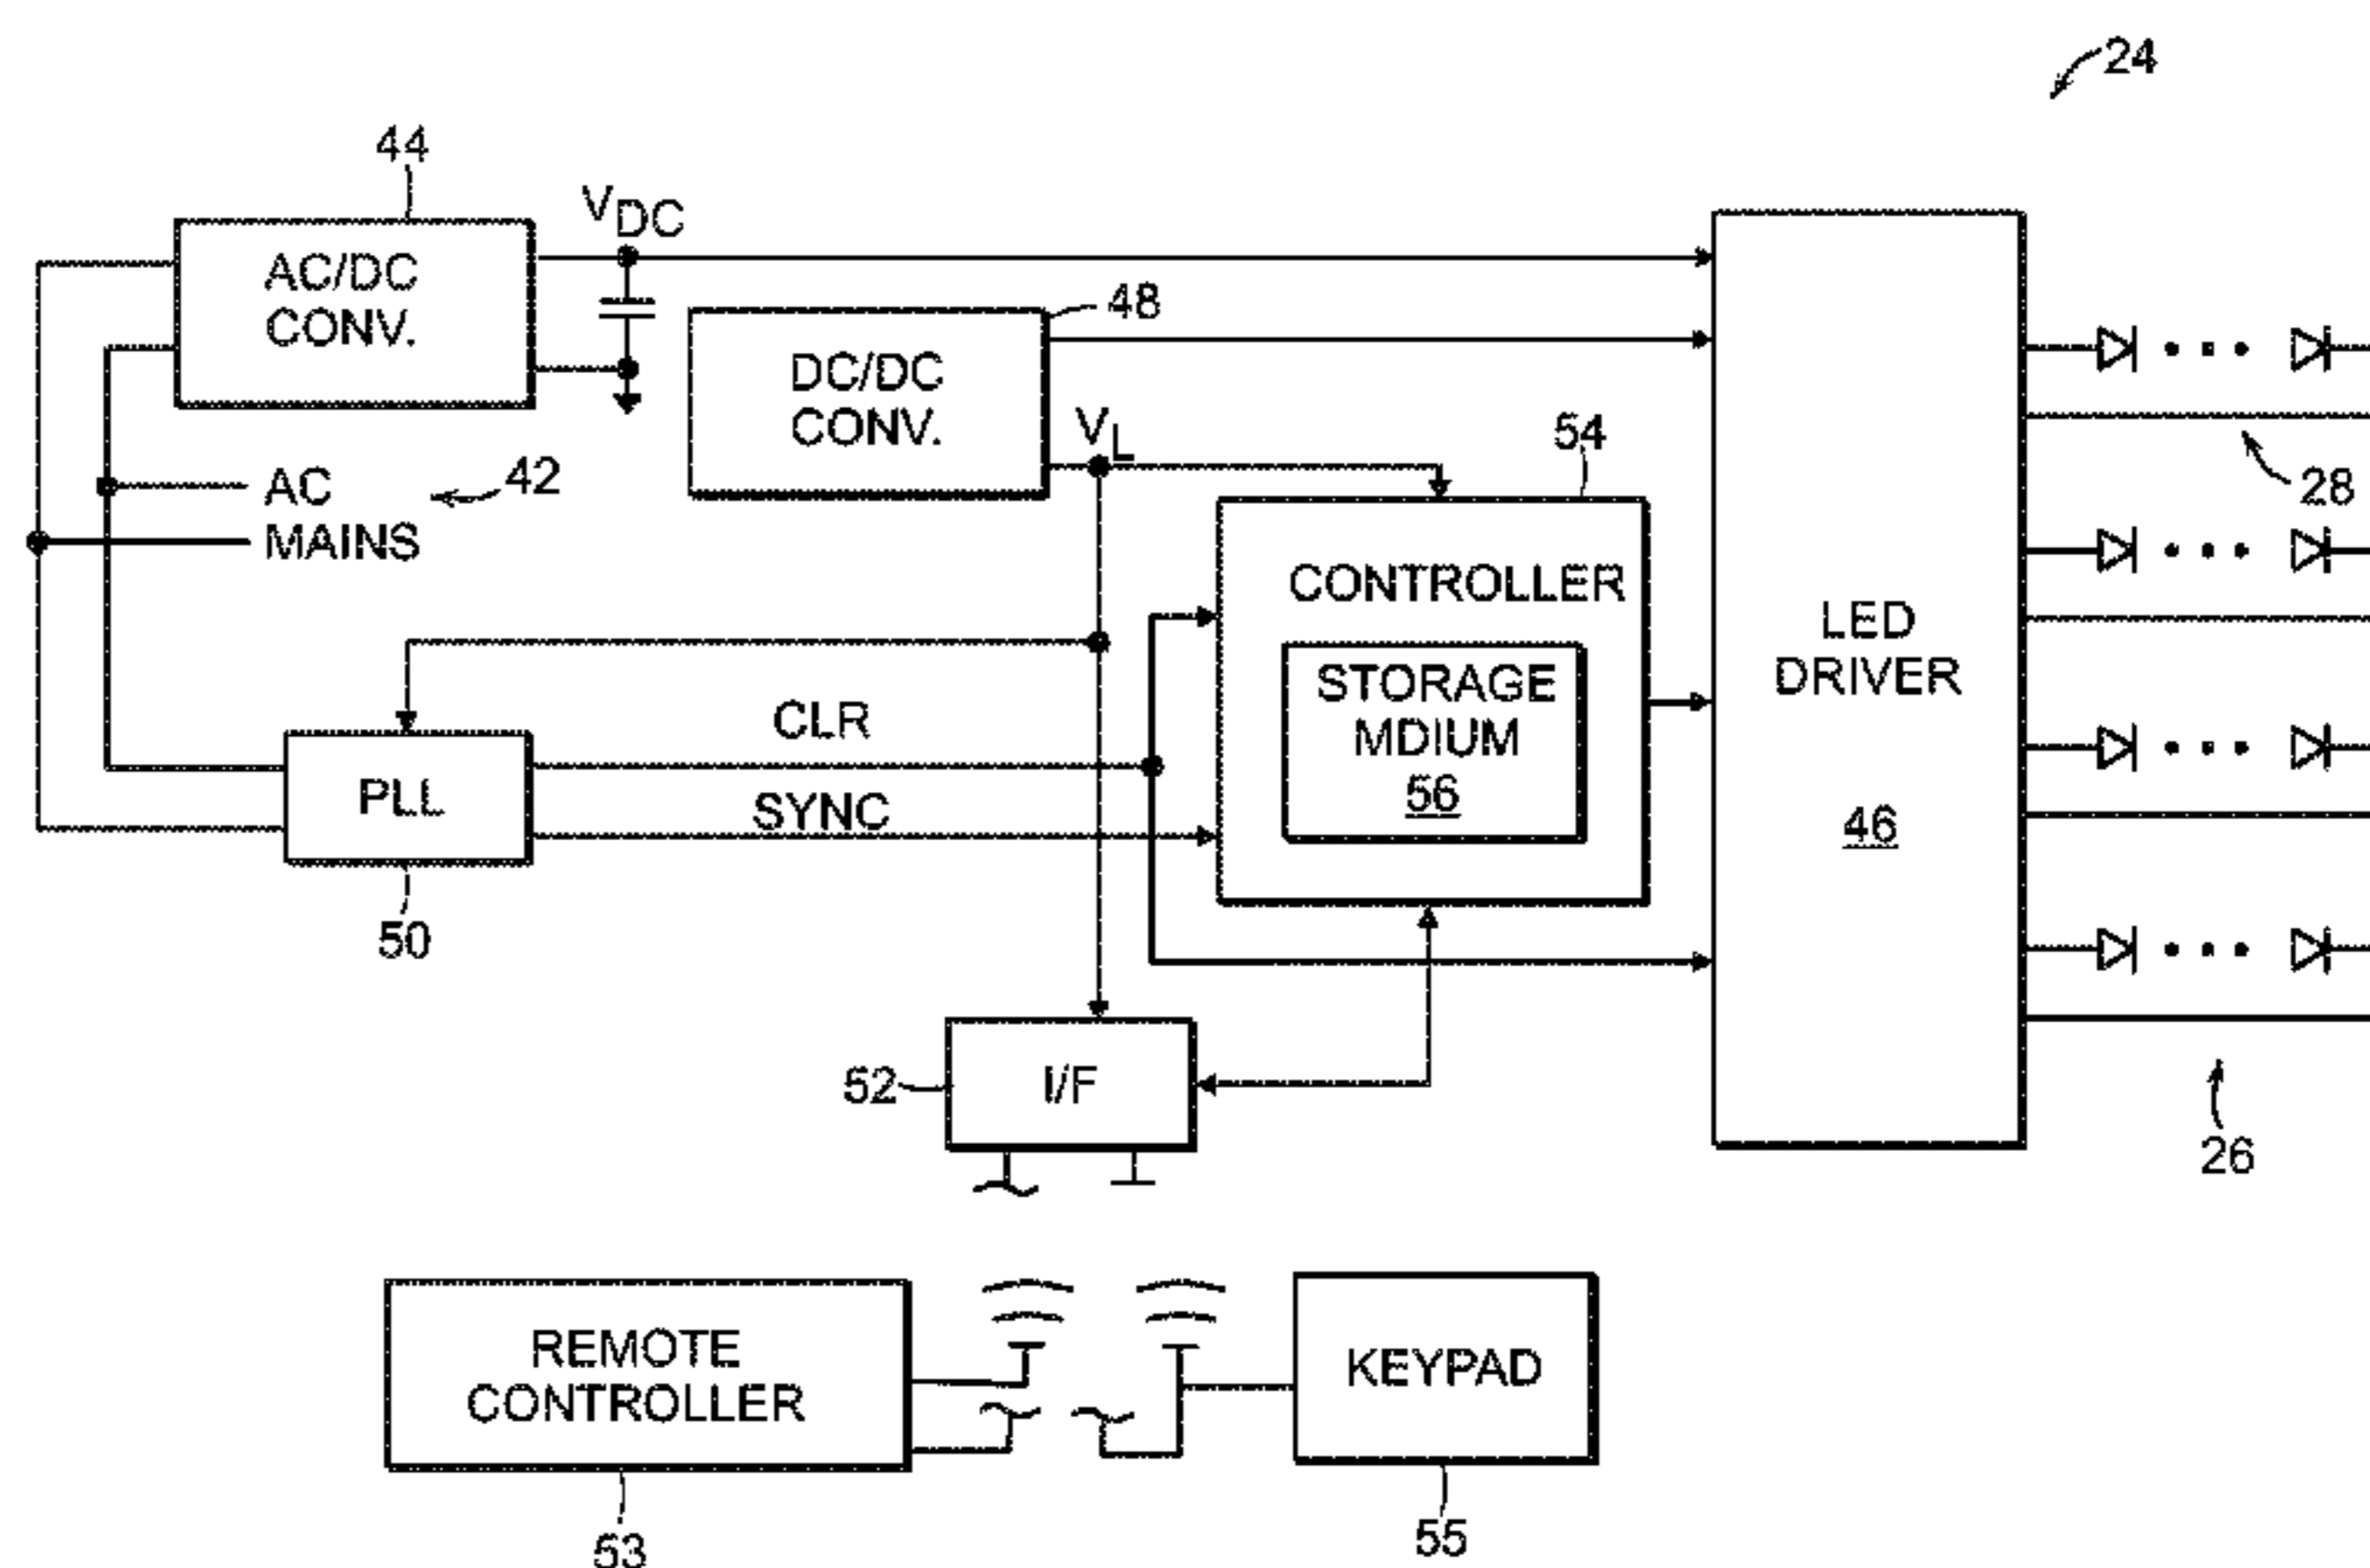 24
44
VDC
AC/DC
CONV.
48
DC/DC
CONV.
VL
54
AC
MAINS
42
28
CONTROLLER
STORAGE
MDIUM
56
LED
DRIVER
46
CLR
SYNC
PLL
50
52
I/F
26
REMOTE
CONTROLLER
KEYPAD
53
55